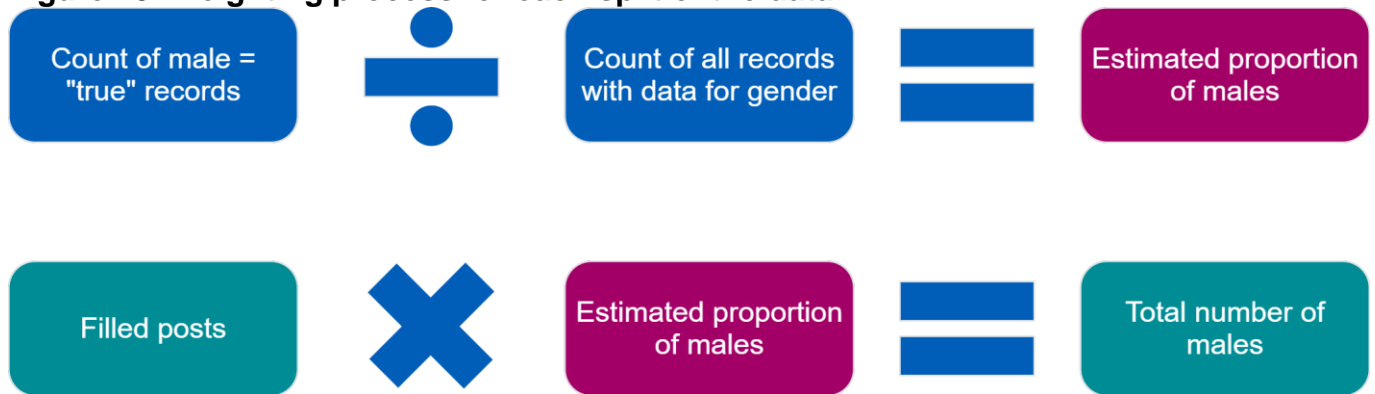 Count of male =
"true" records
Count of all records
with data for gender
Estimated proportion
of males
Filled posts
Estimated proportion
of males
Total number of
males